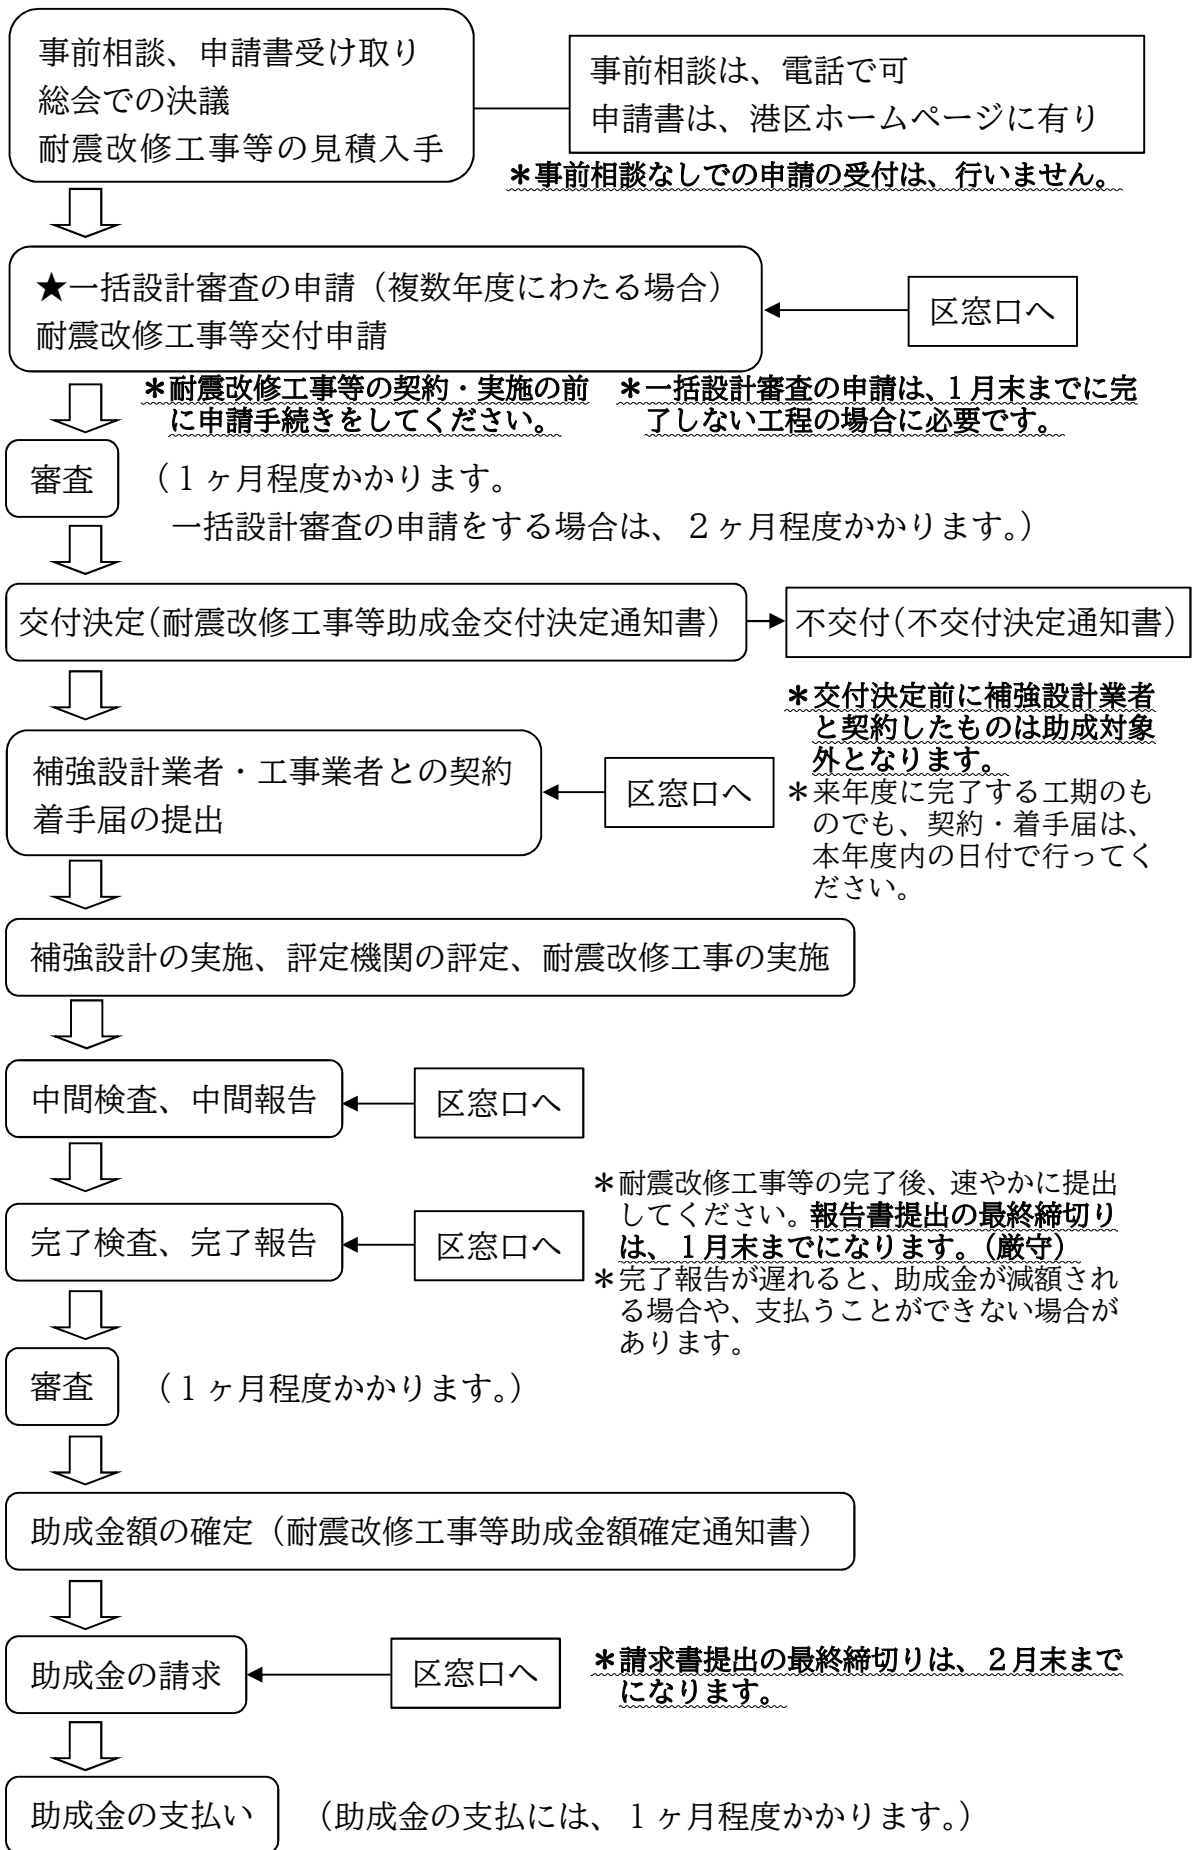 事前相談、申請書受け取り
総会での決議
耐震改修工事等の見積入手
事前相談は、電話で可
申請書は、港区ホームページに有り
＊事前相談なしでの申請の受付は、行いません。
★一括設計審査の申請（複数年度にわたる場合）
耐震改修工事等交付申請
区窓口へ
＊耐震改修工事等の契約・実施の前
に申請手続きをしてください。
＊一括設計審査の申請は、１月末までに完
了しない工程の場合に必要です。
審査
（１ヶ月程度かかります。
一括設計審査の申請をする場合は、２ヶ月程度かかります。）
交付決定（耐震改修工事等助成金交付決定通知書）
不交付（不交付決定通知書）
＊交付決定前に補強設計業者
と契約したものは助成対象
外となります。
＊来年度に完了する工期のも
のでも、契約・着手届は、
本年度内の日付で行ってく
ださい。
補強設計業者・工事業者との契約
着手届の提出
区窓口へ
補強設計の実施、評定機関の評定、耐震改修工事の実施
中間検査、中間報告
区窓口へ
＊耐震改修工事等の完了後、速やかに提出
してください。報告書提出の最終締切り
は、１月末までになります。（厳守）
＊完了報告が遅れると、助成金が減額され
る場合や、支払うことができない場合が
あります。
完了検査、完了報告
区窓口へ
審査
（１ヶ月程度かかります。）
助成金額の確定（耐震改修工事等助成金額確定通知書）
助成金の請求
区窓口へ
＊請求書提出の最終締切りは、２月末まで
になります。
助成金の支払い
（助成金の支払には、１ヶ月程度かかります。）